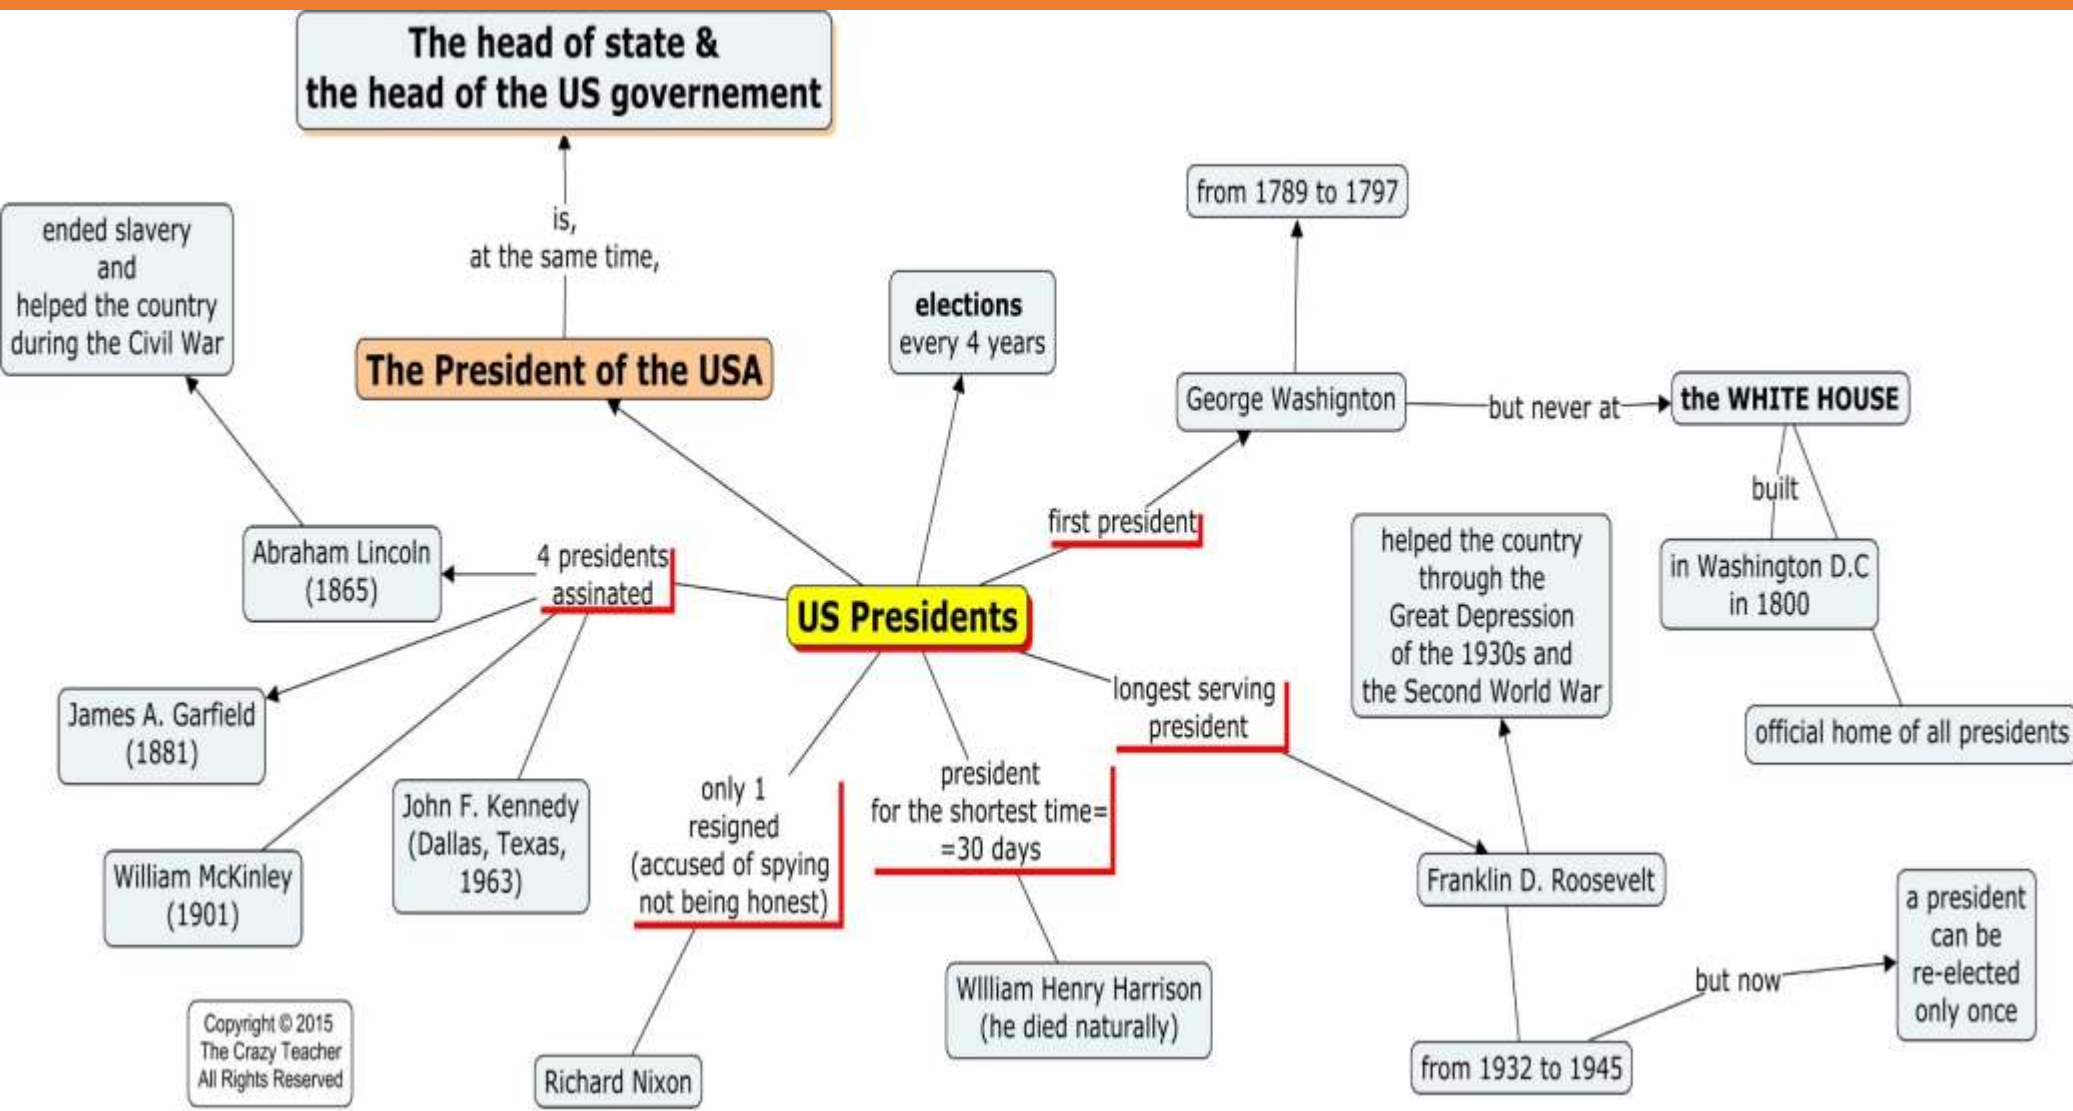 The head of state &
the head of the US governement
is,
at the same time,
The President of the USA
ended slavery
and
helped the country
during the Civil War
elections
every 4 years
from 1789 to 1797
George Washignton
but never at
the WHITE HOUSE
built
in Washington D.C
in 1800
official home of all presidents
first president
US Presidents
4 presidents
assinated
Abraham Lincoln
(1865)
James A. Garfield
(1881)
William McKinley
(1901)
John F. Kennedy
(Dallas, Texas,
1963)
only 1
resigned
(accused of spying
not being honest)
Richard Nixon
president
for the shortest time=
=30 days
WIlliam Henry Harrison
(he died naturally)
longest serving
president
helped the country
through the
Great Depression
of the 1930s and
the Second World War
Franklin D. Roosevelt
from 1932 to 1945
but now
a president
can be
re-elected
only once
Copyright © 2015
The Crazy Teacher
All Rights Reserved